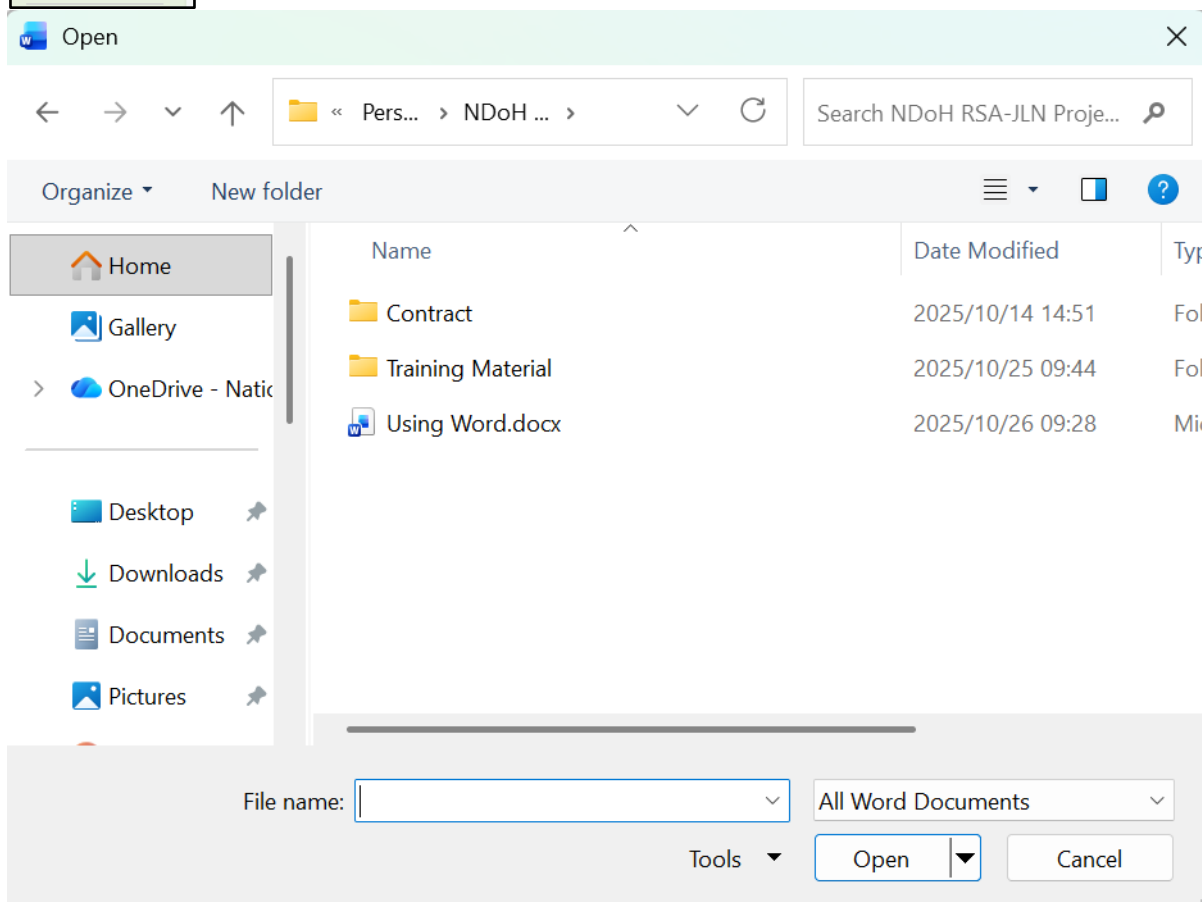 Open
« Pers... › NDoH ... ›
Search NDoH RSA-JLN Proje...
Organize
New folder
Name
Date Modified
Typ
Home
Gallery
OneDrive - Natio
Desktop
Downloads
Documents
Pictures
Contract 2025/10/14 14:51 Fol
Training Material 2025/10/25 09:44 Fol
Using Word.docx 2025/10/26 09:28 Mic
File name:
All Word Documents
Tools
Open
Cancel